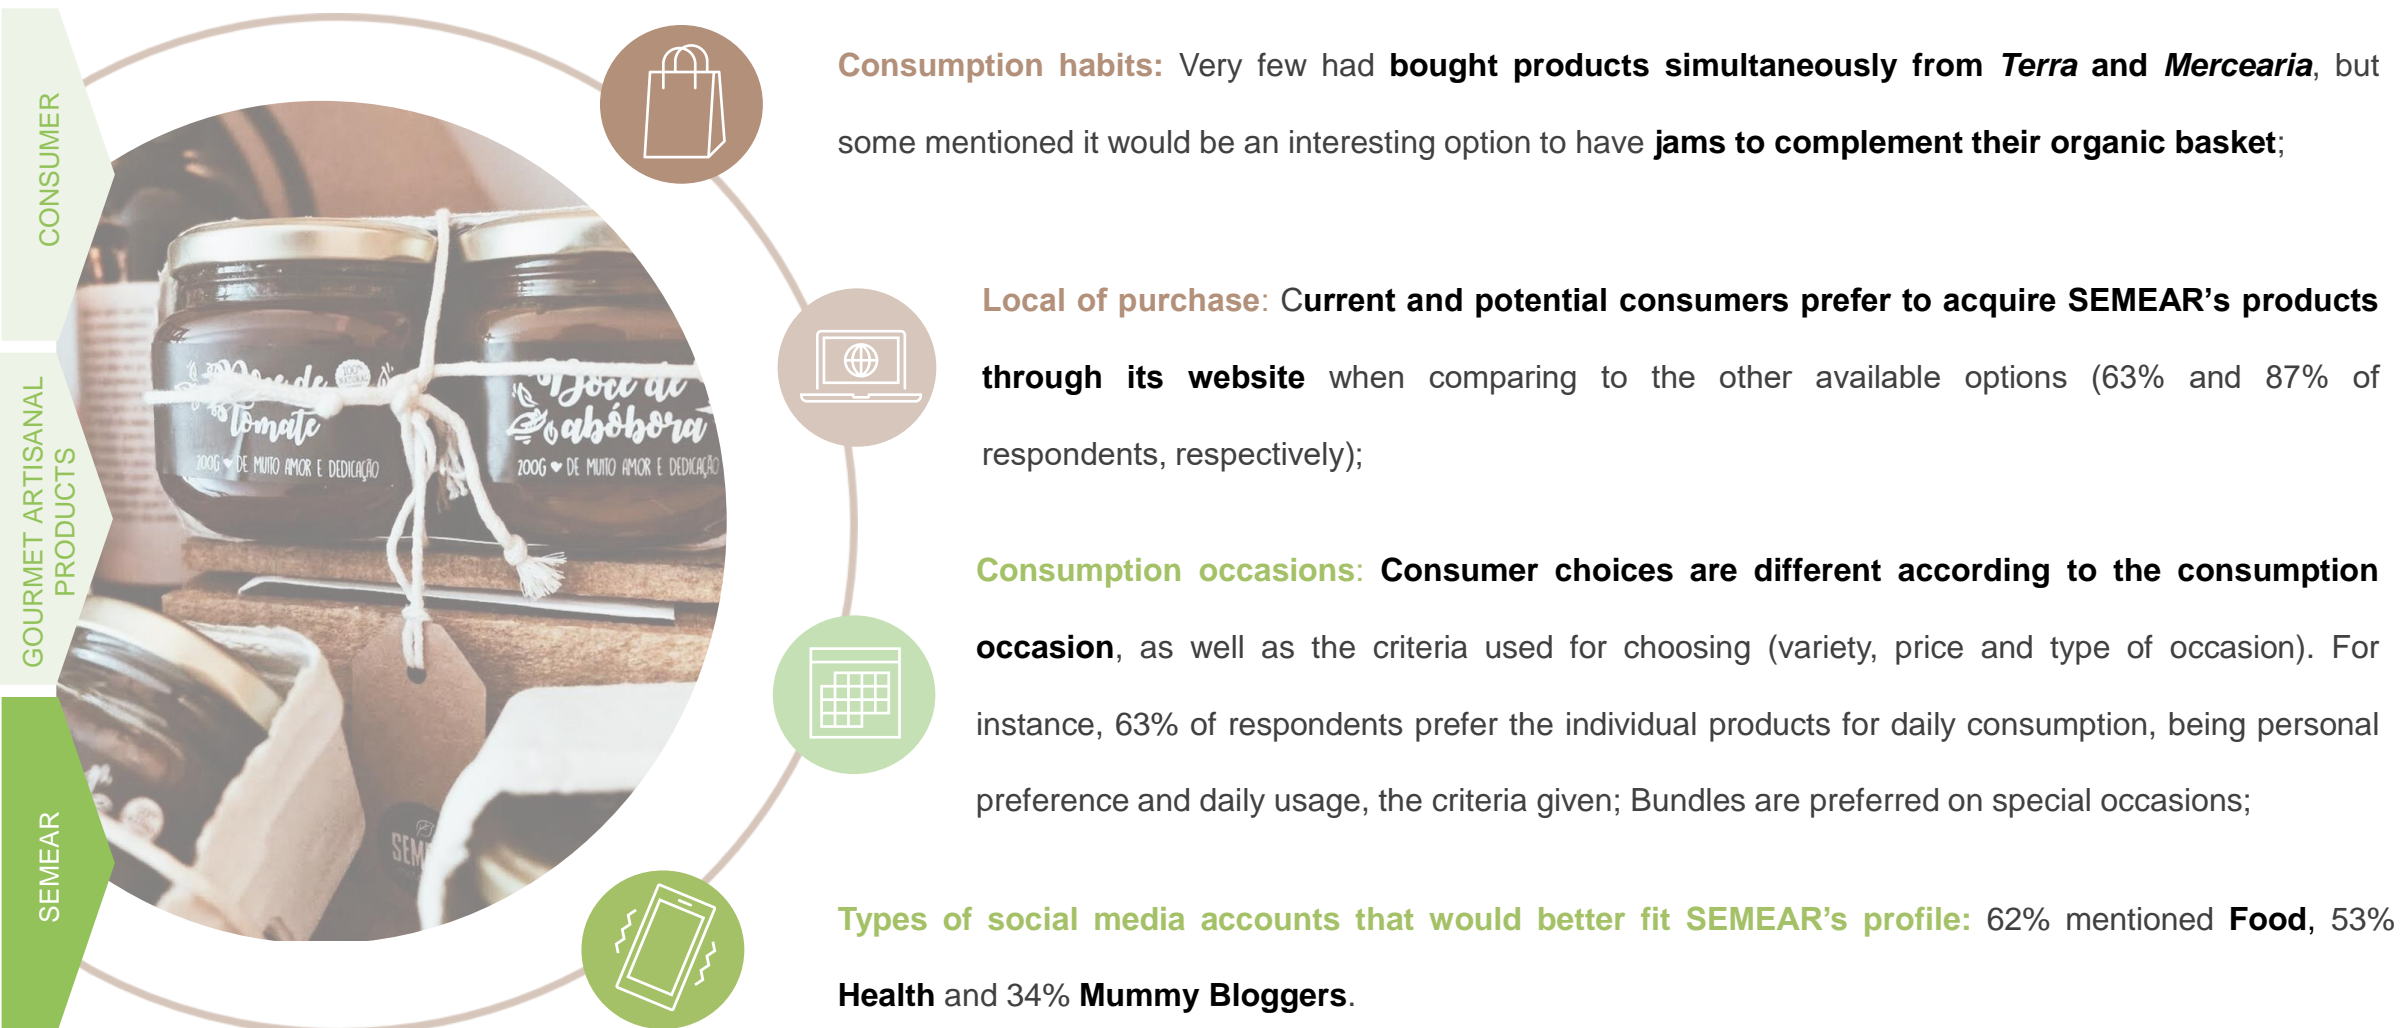 CONSUMER
GOURMET ARTISANAL
PRODUCTS
SEMEAR
Doce de
tomate
200G ♥ DE MUITO AMOR E DEDICAÇÃO
Doce de
abóbora
200G ♥ DE MUITO AMOR E DEDICAÇÃO
Consumption habits: Very few had bought products simultaneously from Terra and Mercearia, but
some mentioned it would be an interesting option to have jams to complement their organic basket;
Local of purchase: Current and potential consumers prefer to acquire SEMEAR’s products
through its website when comparing to the other available options (63% and 87% of
respondents, respectively);
Consumption occasions: Consumer choices are different according to the consumption
occasion, as well as the criteria used for choosing (variety, price and type of occasion). For
instance, 63% of respondents prefer the individual products for daily consumption, being personal
preference and daily usage, the criteria given; Bundles are preferred on special occasions;
Types of social media accounts that would better fit SEMEAR’s profile: 62% mentioned Food, 53%
Health and 34% Mummy Bloggers.